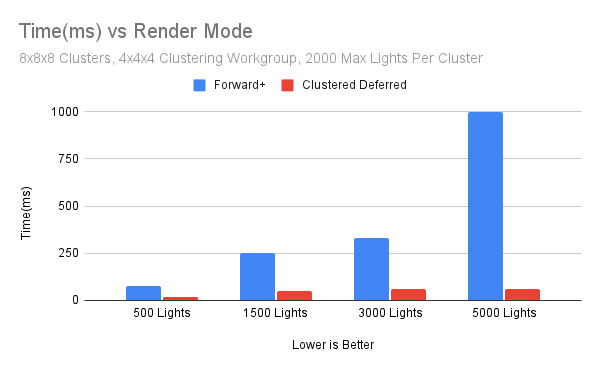 Time(ms) vs Render Mode
8x8x8 Clusters, 4x4x4 Clustering Workgroup, 2000 Max Lights Per Cluster
Forward+ Clustered Deferred
1000
750
500
250
0
Time(ms)
500 Lights 1500 Lights 3000 Lights 5000 Lights
Lower is Better